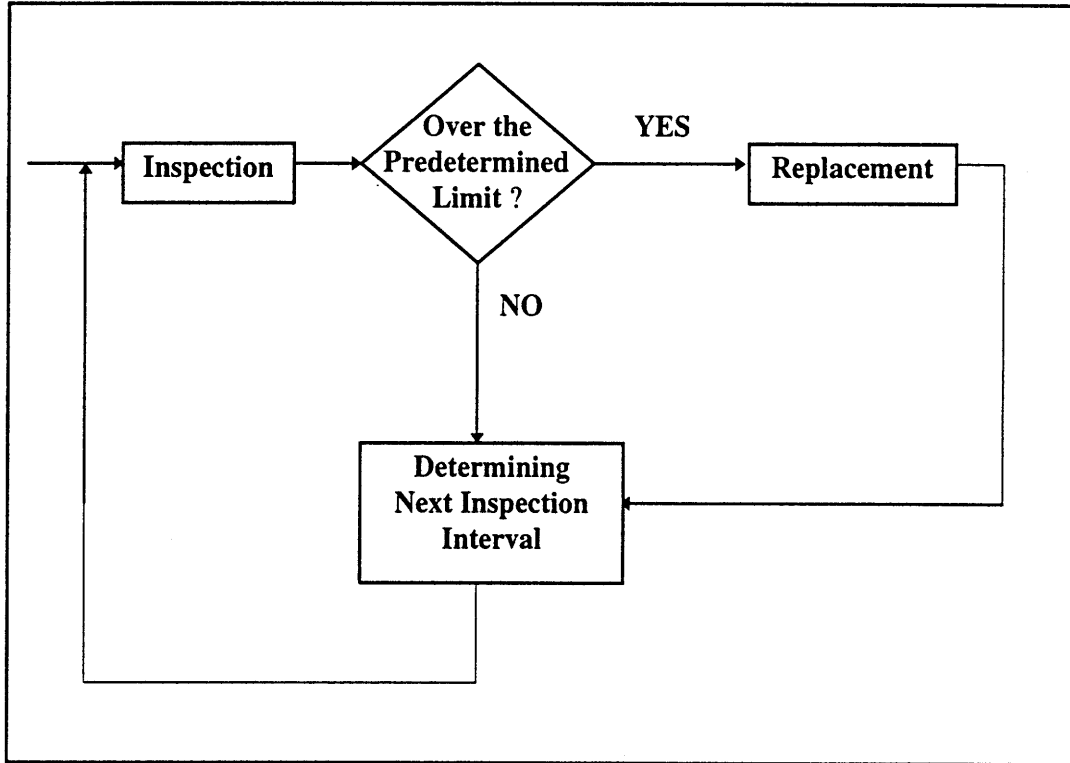 Inspection
Over the
Predetermined
Limit ?
YES
Replacement
NO
Determining
Next Inspection
Interval